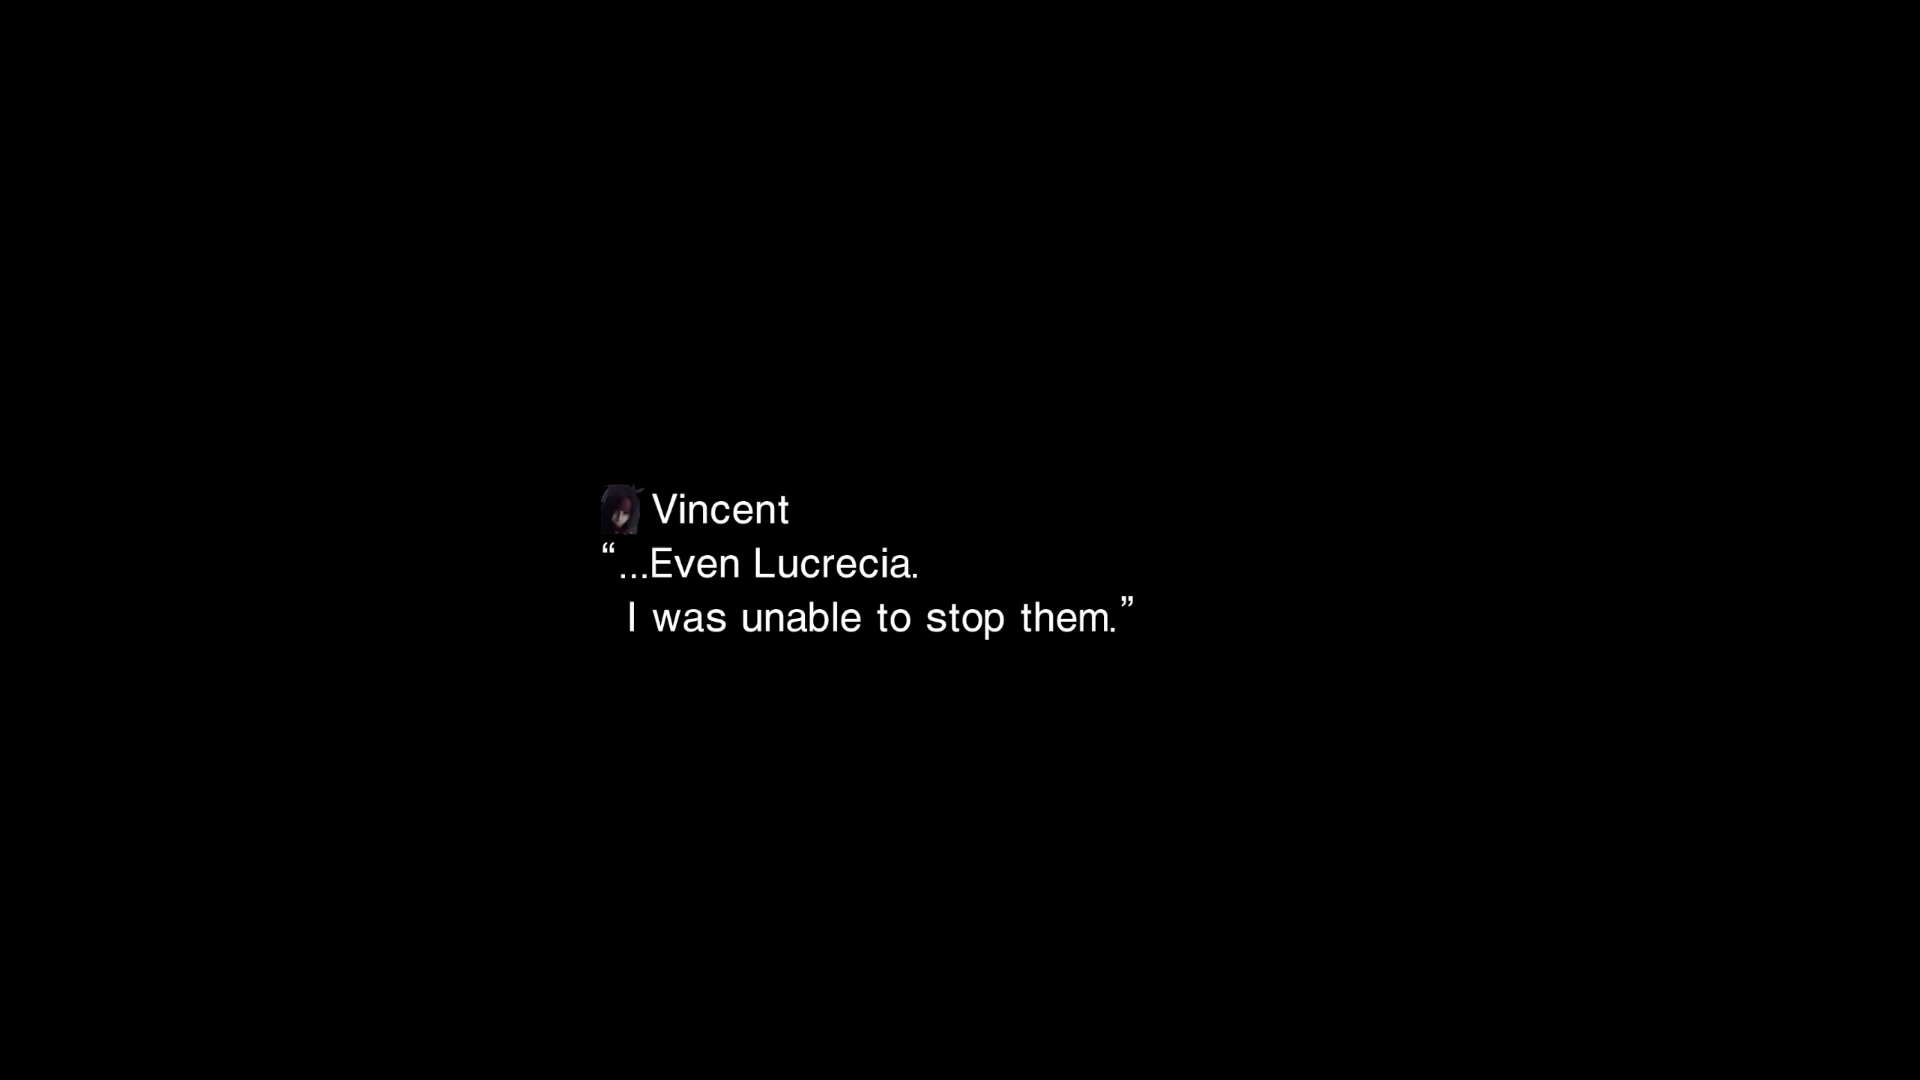 Vincent
“...Even Lucrecia.
I was unable to stop them.”